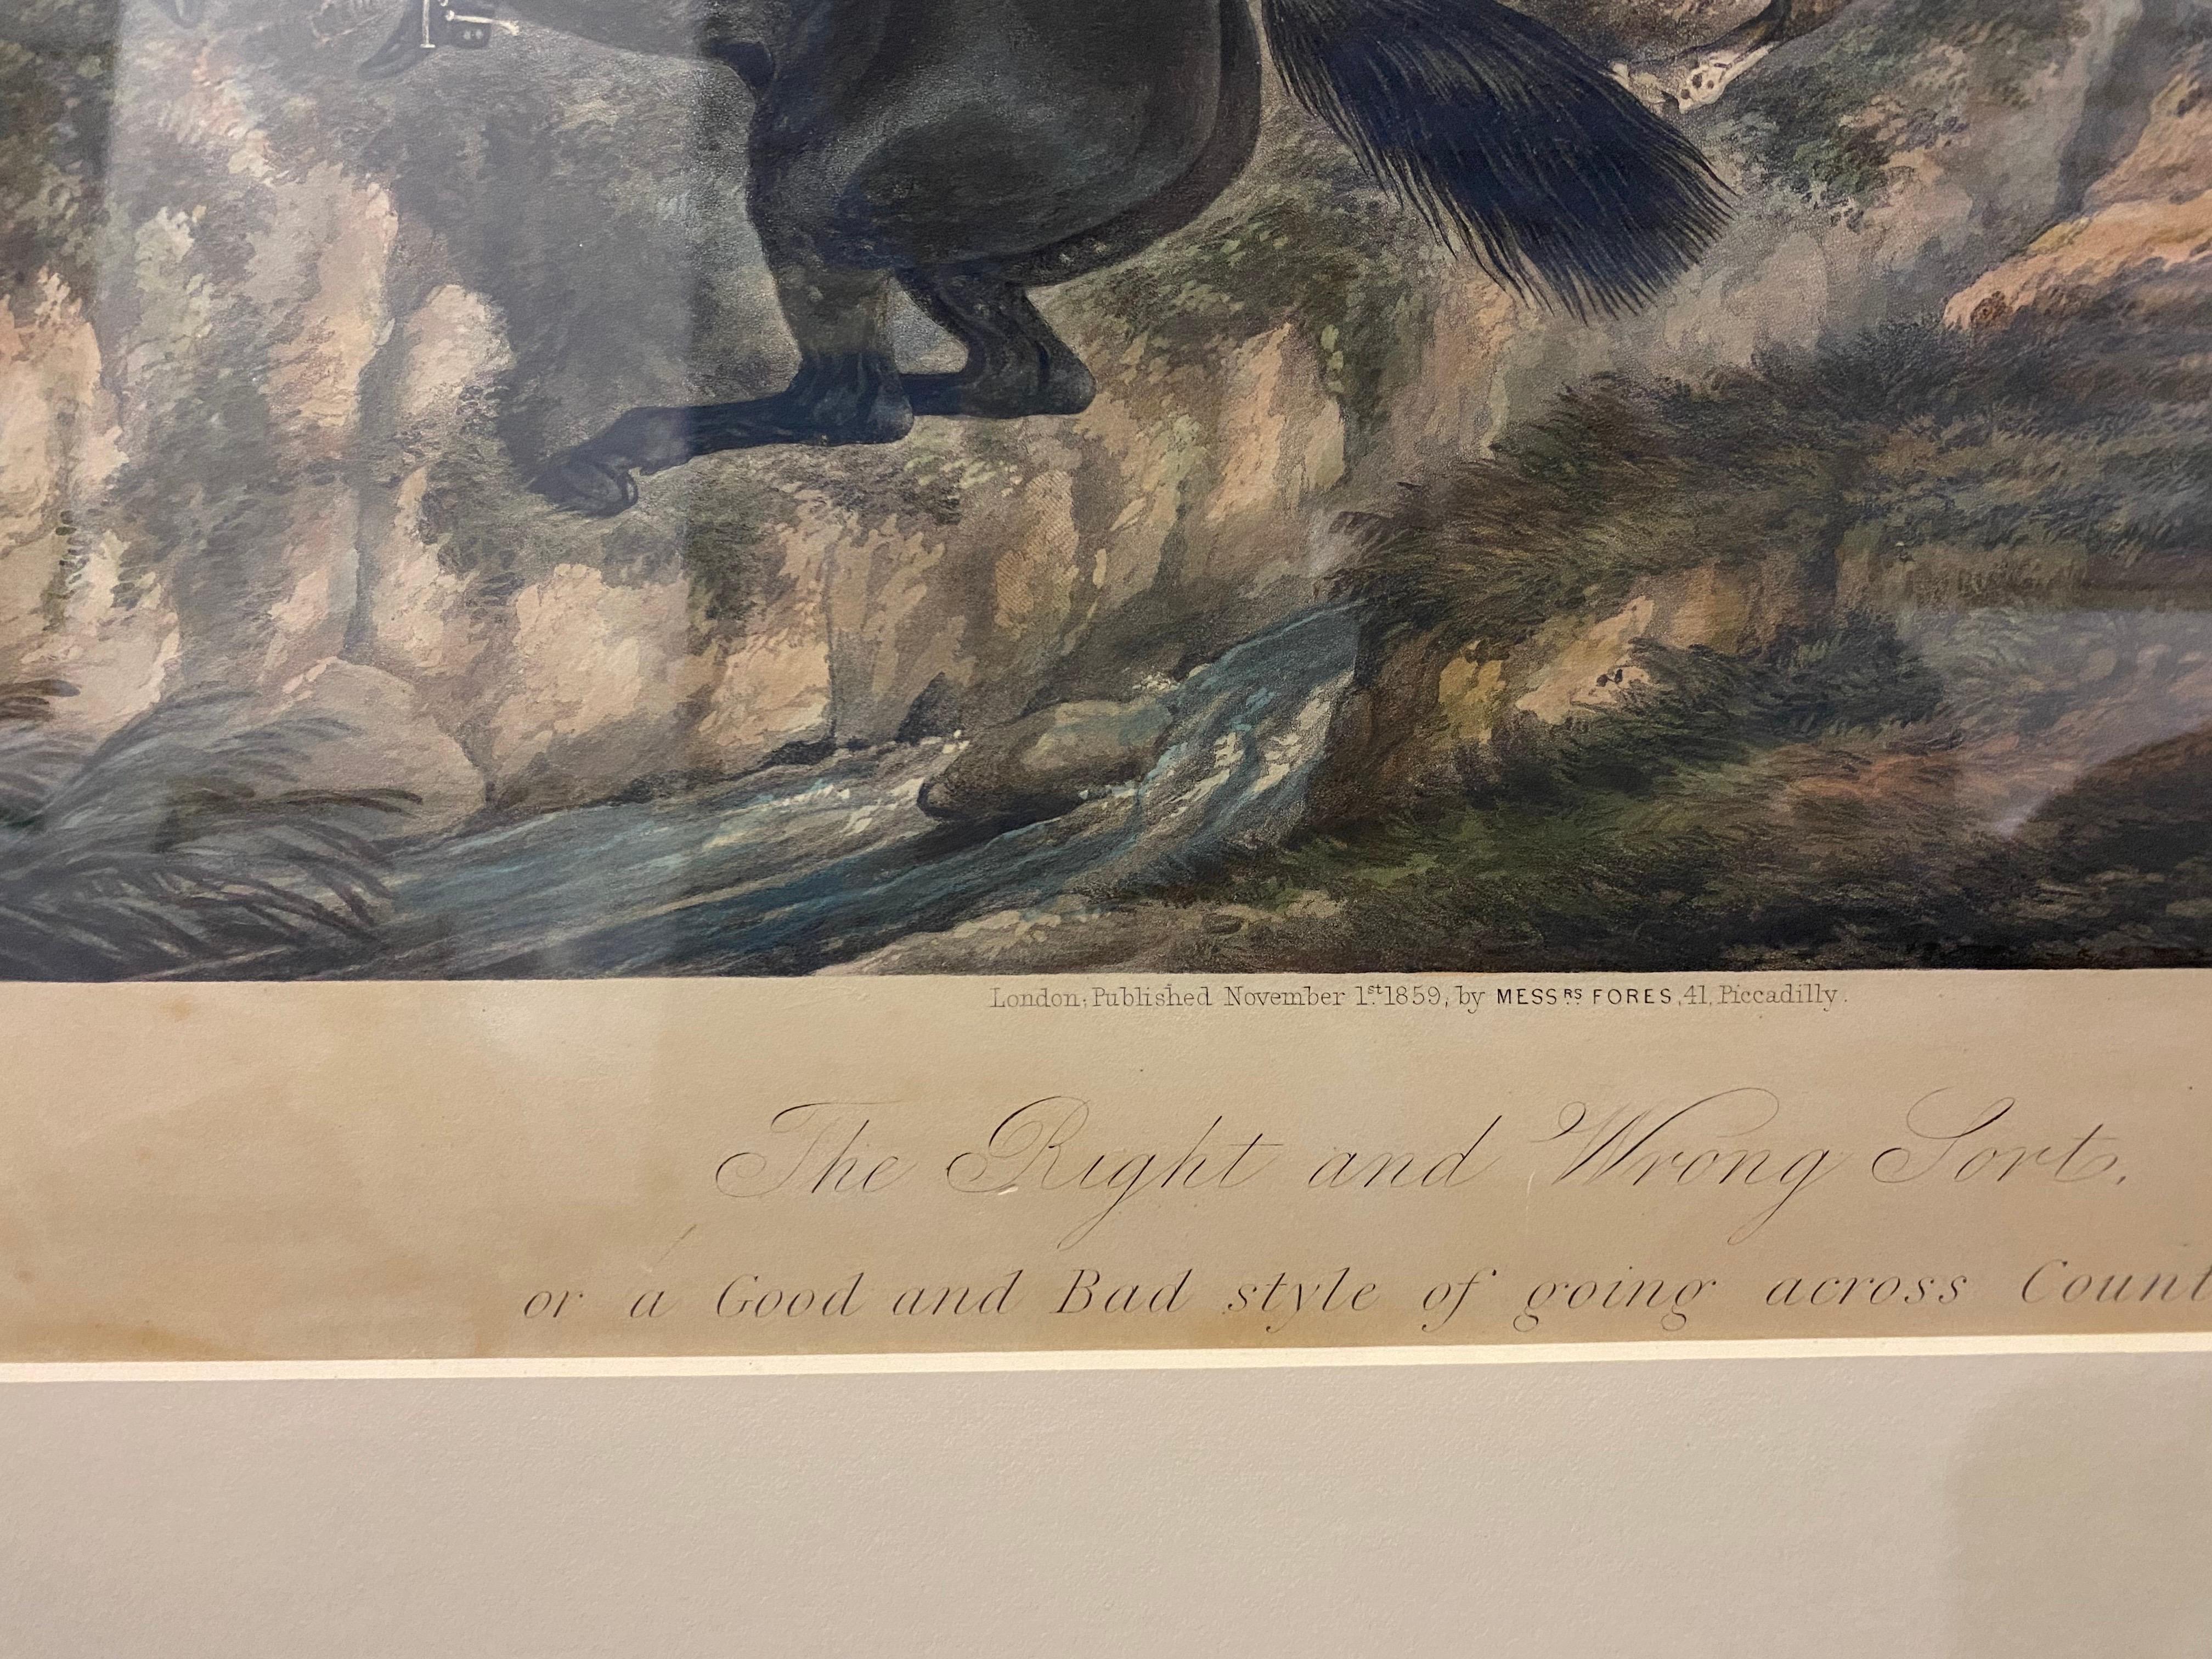 London, Published November 1st 1859, by MESSRS FORES, 41, Piccadilly.
The Right and Wrong Sort,
or a Good and Bad style of going across Count